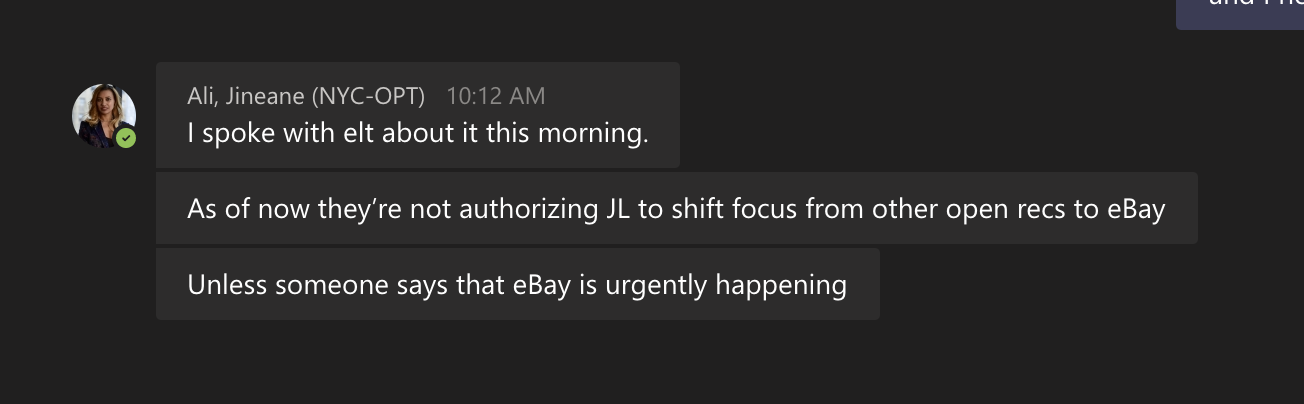 Ali, Jineane (NYC-OPT) 10:12 AM
I spoke with elt about it this morning.
As of now they’re not authorizing JL to shift focus from other open recs to eBay
Unless someone says that eBay is urgently happening